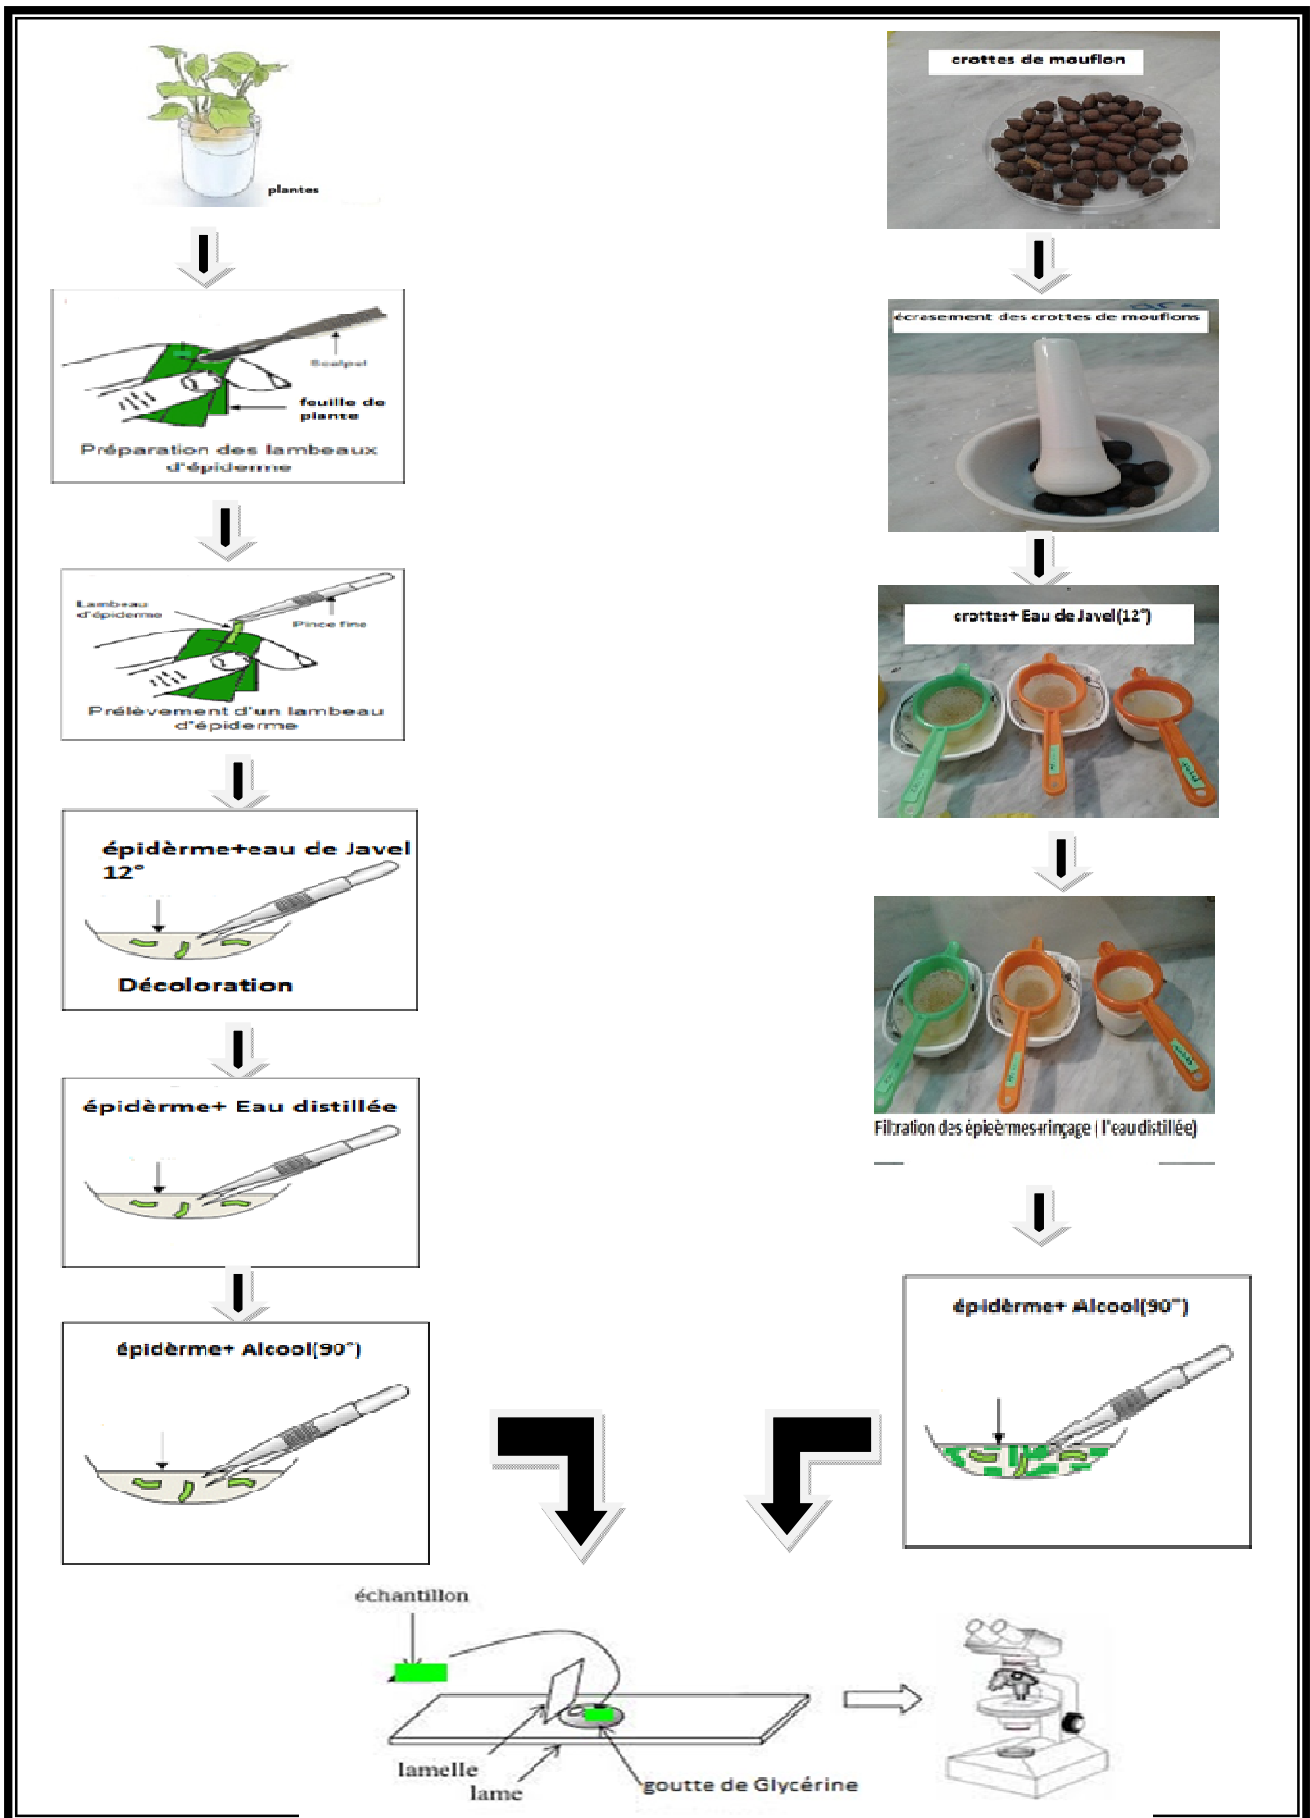 plantes
Scalpel
feuille de
plante
Préparation des lambeaux
d'épiderme
Lambeau
d'épiderme
Pince fine
Prélèvement d'un lambeau
d'épiderme
épidèrme+eau de Javel
12°
Décoloration
épidèrme+ Eau distillée
épidèrme+ Alcool(90°)
crottes de mouflon
écrasement des crottes de mouflons
crottes+ Eau de Javel(12°)
Filtration des épieèrmes+rinçage ( l'eau distillée)
épidèrme+ Alcool(90°)
échantillon
lamelle
lame
goutte de Glycérine